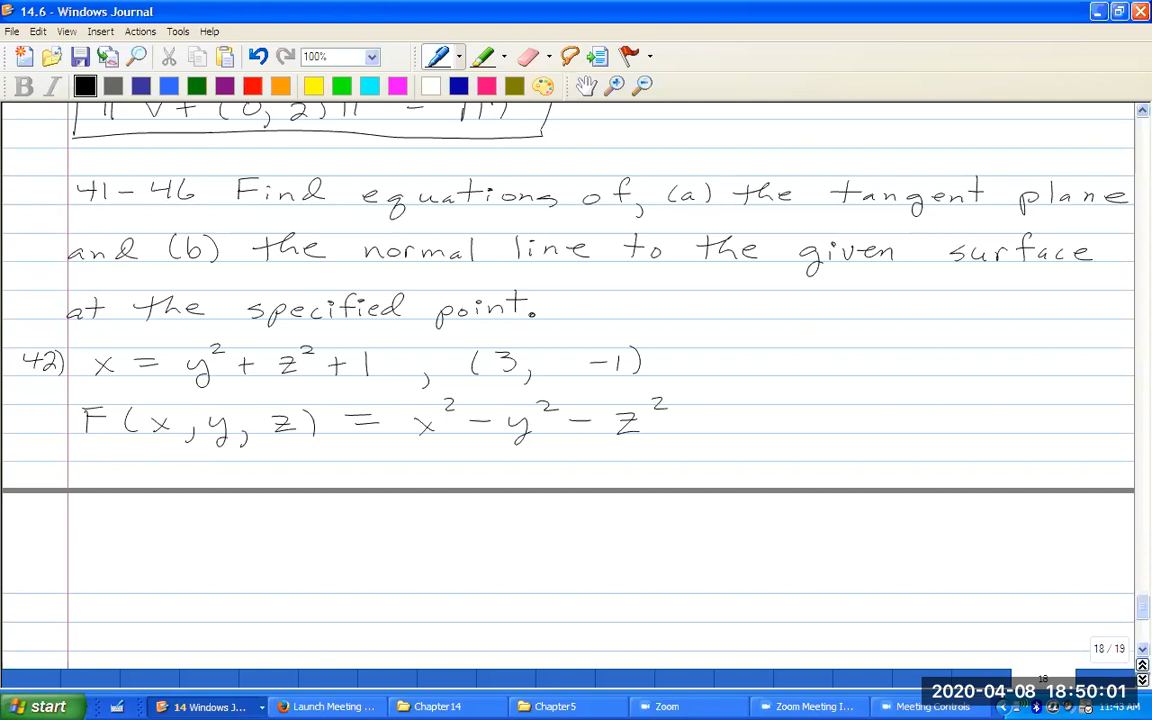 14.6 - Windows Journal
File Edit View Insert Actions Tools Help
100%
B I
41-46 Find equations of, (a) the tangent plane
and (b) the normal line to the given surface
at the specified point.
42) x = y² + z² + 1 , (3, -1)
F(x, y, z) = x² - y² - z²
18 / 19
18
2020-04-08 18:50:01
start 14 Windows J... Launch Meeting ... Chapter14 Chapter5 Zoom Zoom Meeting I... Meeting Controls 11:43 AM